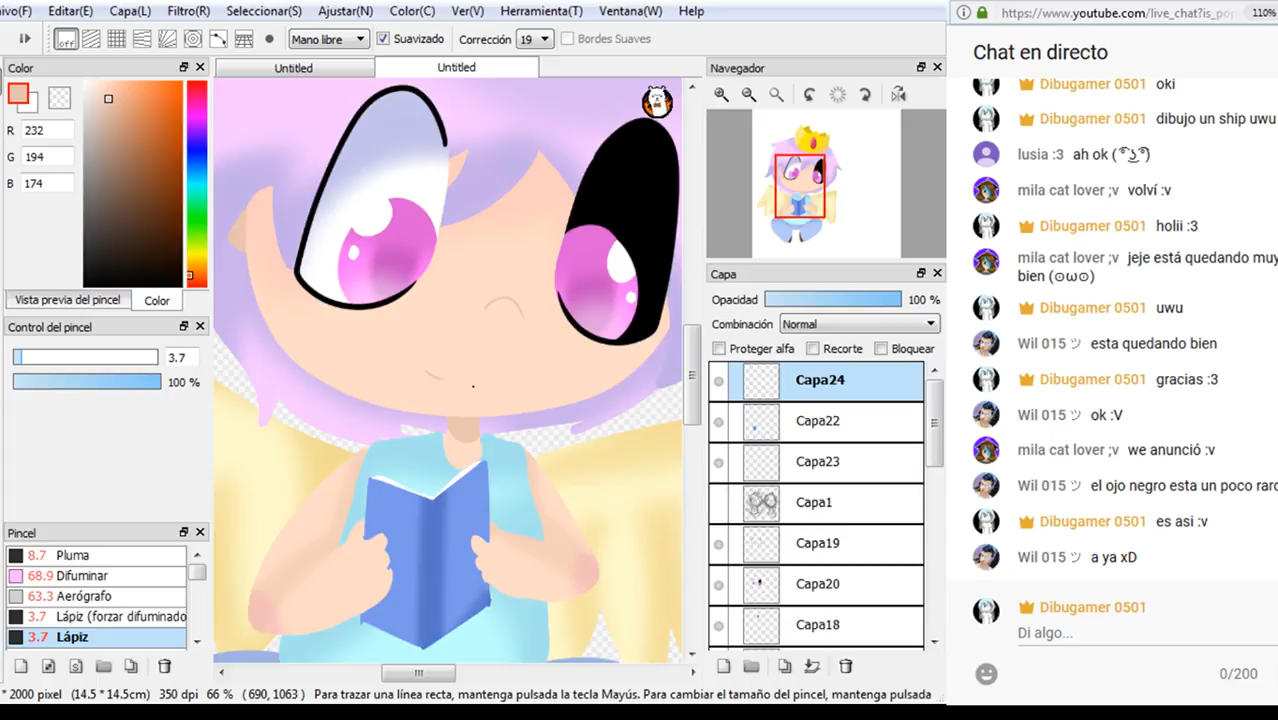 ivo(F) Editar(E) Capa(L) Filtro(R) Seleccionar(S) Ajustar(N) Color(C) Ver(V) Herramienta(T) Ventana(W) Help
off Mano libre Suavizado Corrección 19 Bordes Suaves
Color
R 232
G 194
B 174
Vista previa del pincel Color
Control del pincel
3.7
100 %
Pincel
8.7 Pluma
68.9 Difuminar
63.3 Aerógrafo
3.7 Lápiz (forzar difuminado
3.7 Lápiz
Untitled Untitled
Navegador
Capa
Opacidad 100 %
Combinación Normal
Proteger alfa Recorte Bloquear
Capa24
Capa22
Capa23
Capa1
Capa19
Capa20
Capa18
* 2000 pixel (14.5 * 14.5cm) 350 dpi 66 % (690, 1063) Para trazar una línea recta, mantenga pulsada la tecla Mayús. Para cambiar el tamaño del pincel, mantenga pulsada
https://www.youtube.com/live_chat?is_pop 110%
Chat en directo
Dibugamer 0501 oki
Dibugamer 0501 dibujo un ship uwu
lusia :3 ah ok ( ͡° ͜ʖ ͡°)
mila cat lover ;v volví :v
Dibugamer 0501 holii :3
mila cat lover ;v jeje está quedando muy
bien (⊙ω⊙)
Dibugamer 0501 uwu
Wil 015 ツ esta quedando bien
Dibugamer 0501 gracias :3
Wil 015 ツ ok :V
mila cat lover ;v we anunció :v
Wil 015 ツ el ojo negro esta un poco raro
Dibugamer 0501 es asi :v
Wil 015 ツ a ya xD
Dibugamer 0501
Di algo...
0/200